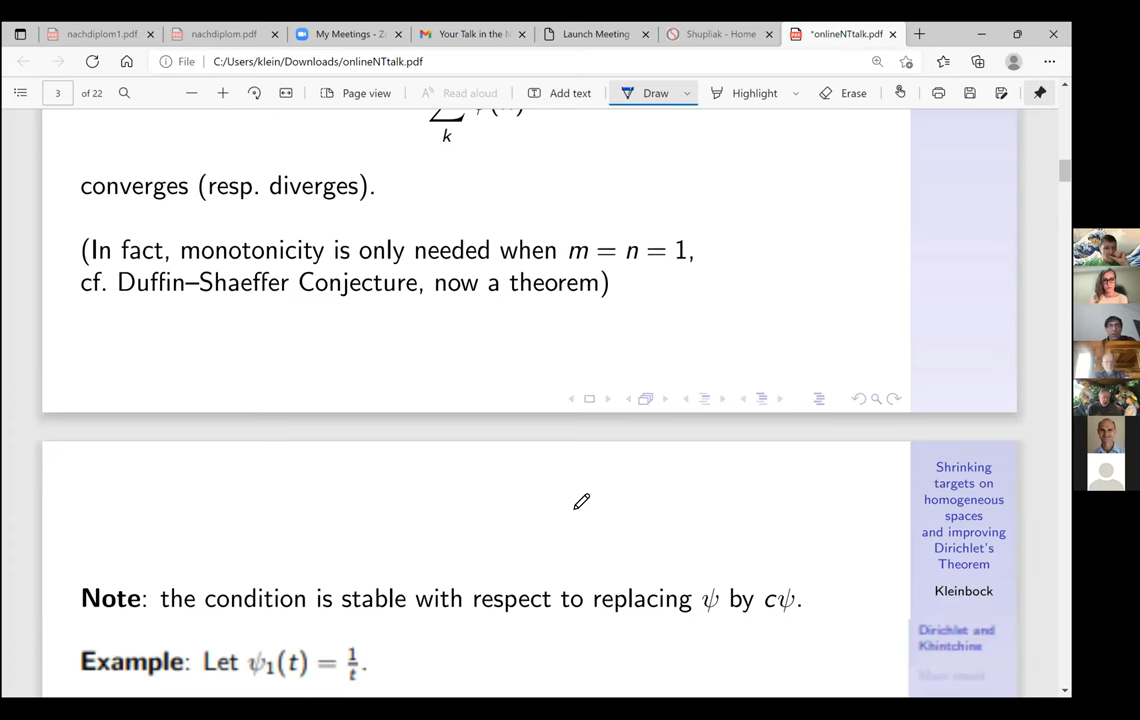 nachdiplom1.pdf
nachdiplom.pdf
My Meetings - Z
Your Talk in the N
Launch Meeting
Shupliak - Home
*onlineNTtalk.pdf
File C:/Users/klein/Downloads/onlineNTtalk.pdf
3 of 22
Page view
Read aloud
Add text
Draw
Highlight
Erase
k
converges (resp. diverges).
(In fact, monotonicity is only needed when m = n = 1,
cf. Duffin–Shaeffer Conjecture, now a theorem)
Shrinking
targets on
homogeneous
spaces
and improving
Dirichlet's
Theorem
Kleinbock
Dirichlet and
Khintchine
Note: the condition is stable with respect to replacing ψ by cψ.
Example: Let ψ₁(t) = 1/t.